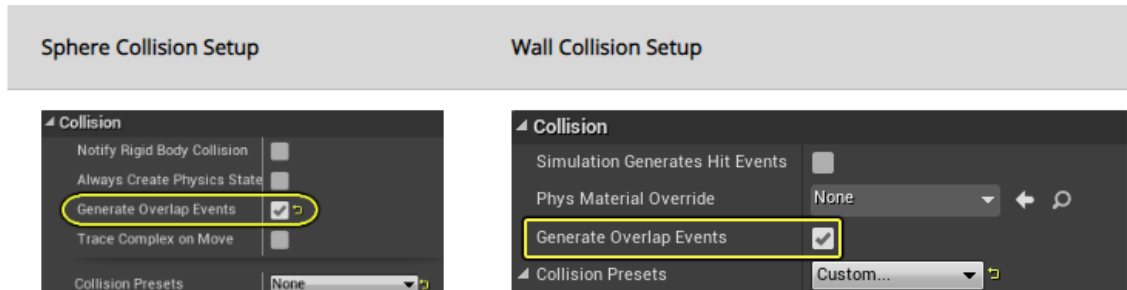 Sphere Collision Setup
Wall Collision Setup
Collision
Notify Rigid Body Collision
Always Create Physics State
Generate Overlap Events
Trace Complex on Move
Collision Presets None
Collision
Simulation Generates Hit Events
Phys Material Override None
Generate Overlap Events
Collision Presets Custom...